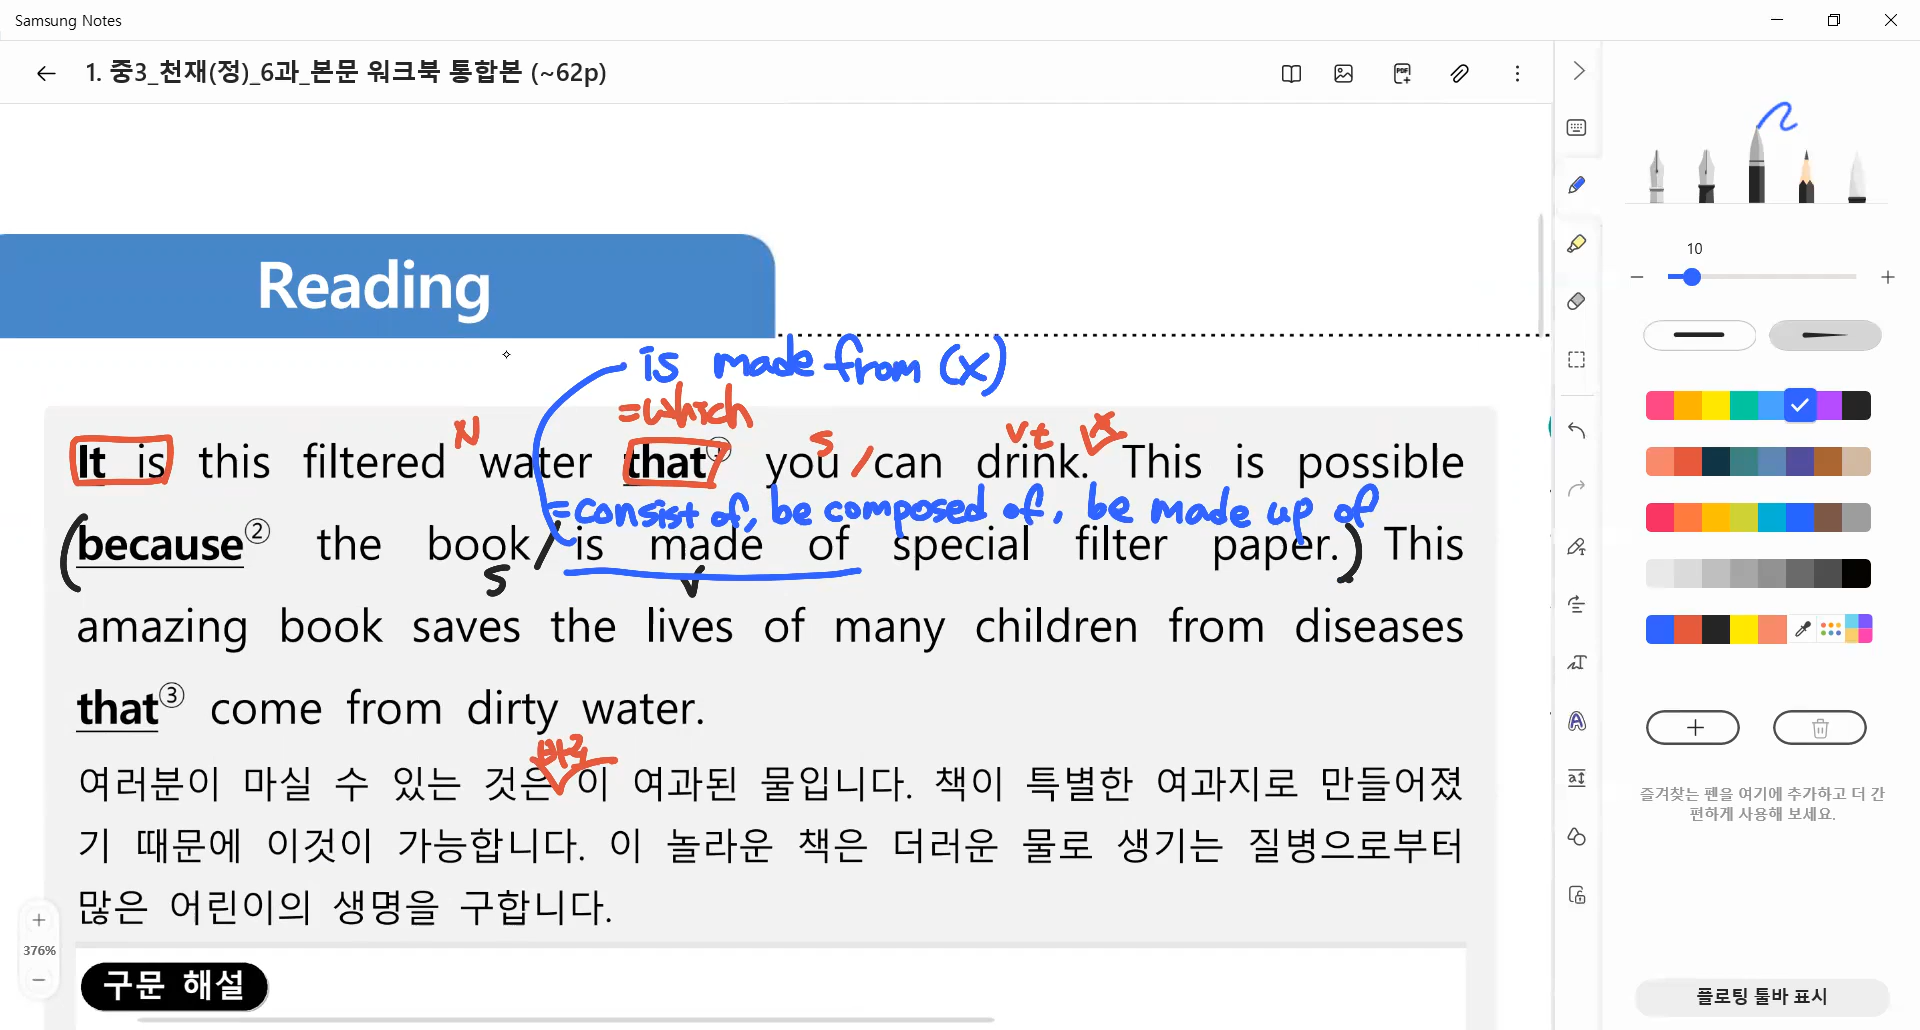 Samsung Notes
1. 중3_천재(정)_6과_본문 워크북 통합본 (~62p)
Reading
is made from (X)
=which
N
S
Vt
It is this filtered water that① you / can drink. This is possible
=consist of, be composed of, be made up of
(because② the book / is made of special filter paper.) This
S
V
amazing book saves the lives of many children from diseases
that③ come from dirty water.
바로
여러분이 마실 수 있는 것은 이 여과된 물입니다. 책이 특별한 여과지로 만들어졌
기 때문에 이것이 가능합니다. 이 놀라운 책은 더러운 물로 생기는 질병으로부터
많은 어린이의 생명을 구합니다.
구문 해설
376%
10
즐겨찾는 펜을 여기에 추가하고 더 간
편하게 사용해 보세요.
플로팅 툴바 표시